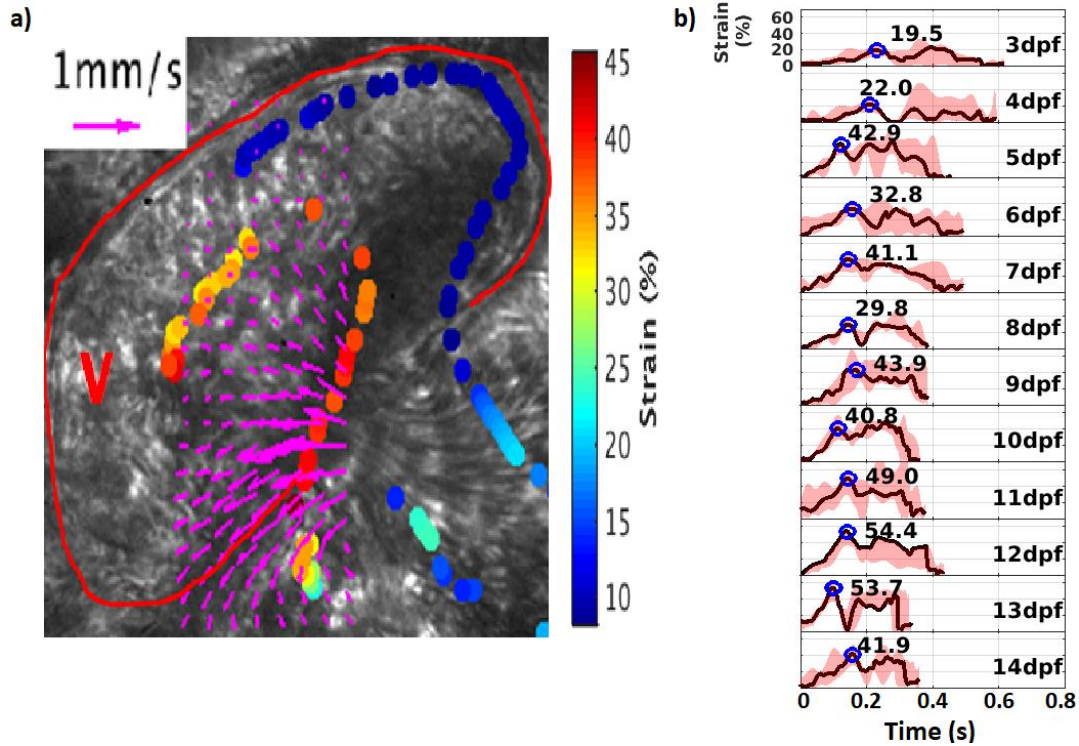 a)
1mm/s
V
45
40
35
30
25
20
15
10
Strain (%)
b)
Strain
(%)
60
40
20
0
19.5 3dpf
22.0 4dpf
42.9 5dpf
32.8 6dpf
41.1 7dpf
29.8 8dpf
43.9 9dpf
40.8 10dpf
49.0 11dpf
54.4 12dpf
53.7 13dpf
41.9 14dpf
0 0.2 0.4 0.6 0.8
Time (s)